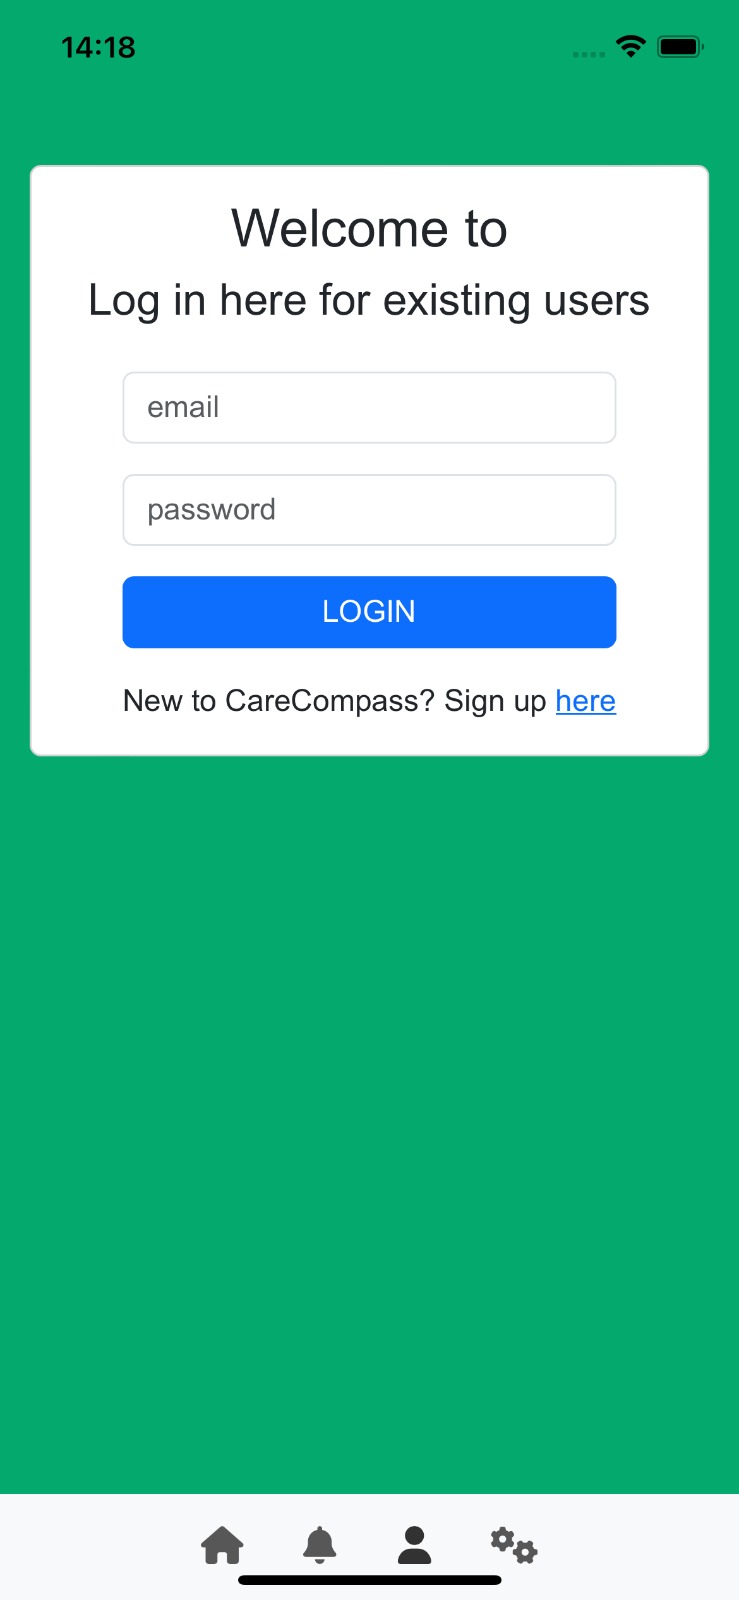 14:18
Welcome to
Log in here for existing users
email
password
LOGIN
New to CareCompass? Sign up here